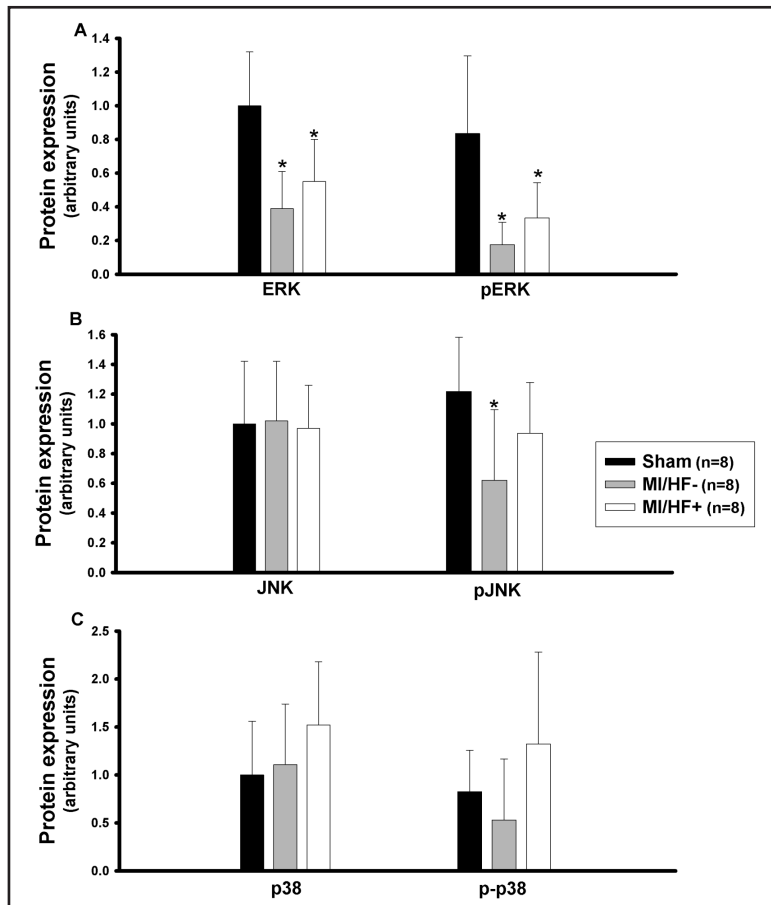 A
Protein expression
(arbitrary units)
1.4
1.2
1.0
0.8
0.6
0.4
0.2
0.0
* * * *
ERK pERK
B
Protein expression
(arbitrary units)
1.6
1.4
1.2
1.0
0.8
0.6
0.4
0.2
0.0
*
JNK pJNK
Sham (n=8)
MI/HF- (n=8)
MI/HF+ (n=8)
C
Protein expression
(arbitrary units)
2.5
2.0
1.5
1.0
0.5
0.0
p38 p-p38